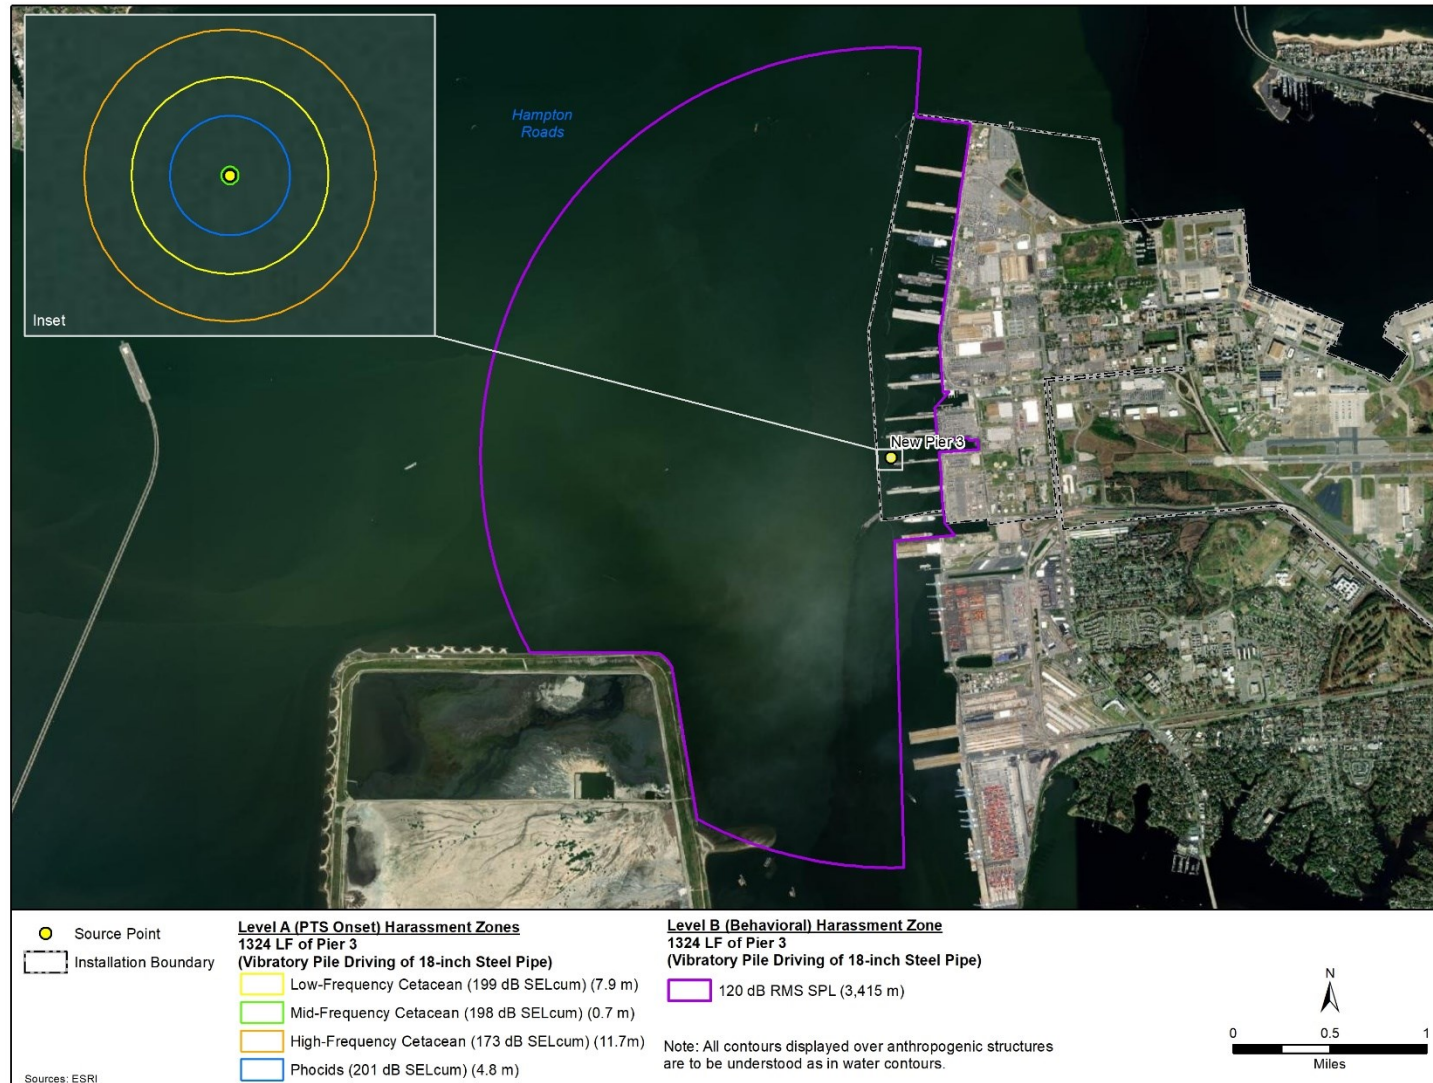 Hampton
Roads
Inset
New Pier 3
Source Point
Installation Boundary
Level A (PTS Onset) Harassment Zones
1324 LF of Pier 3
(Vibratory Pile Driving of 18-inch Steel Pipe)
Low-Frequency Cetacean (199 dB SELcum) (7.9 m)
Mid-Frequency Cetacean (198 dB SELcum) (0.7 m)
High-Frequency Cetacean (173 dB SELcum) (11.7m)
Phocids (201 dB SELcum) (4.8 m)
Level B (Behavioral) Harassment Zone
1324 LF of Pier 3
(Vibratory Pile Driving of 18-inch Steel Pipe)
120 dB RMS SPL (3,415 m)
Note: All contours displayed over anthropogenic structures
are to be understood as in water contours.
N
0 0.5 1
Miles
Sources: ESRI